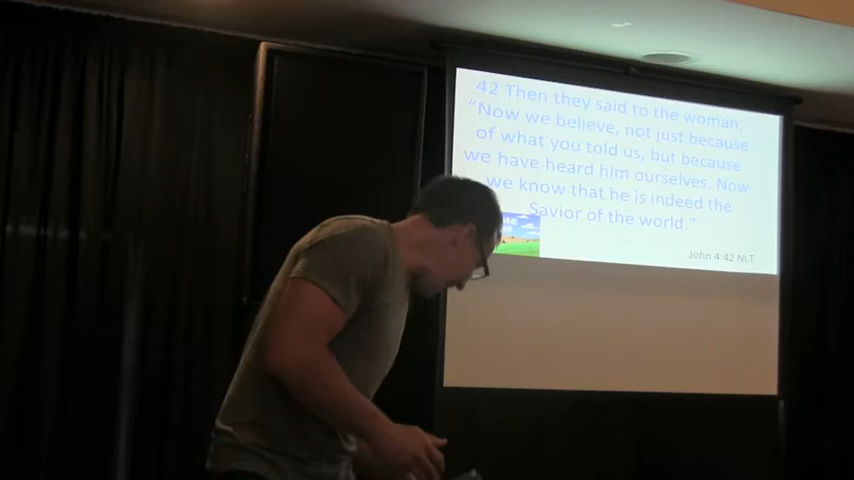 42 Then they said to the woman,
“Now we believe, not just because
of what you told us, but because
we have heard him ourselves. Now
we know that he is indeed the
Savior of the world.”
John 4:42 NLT